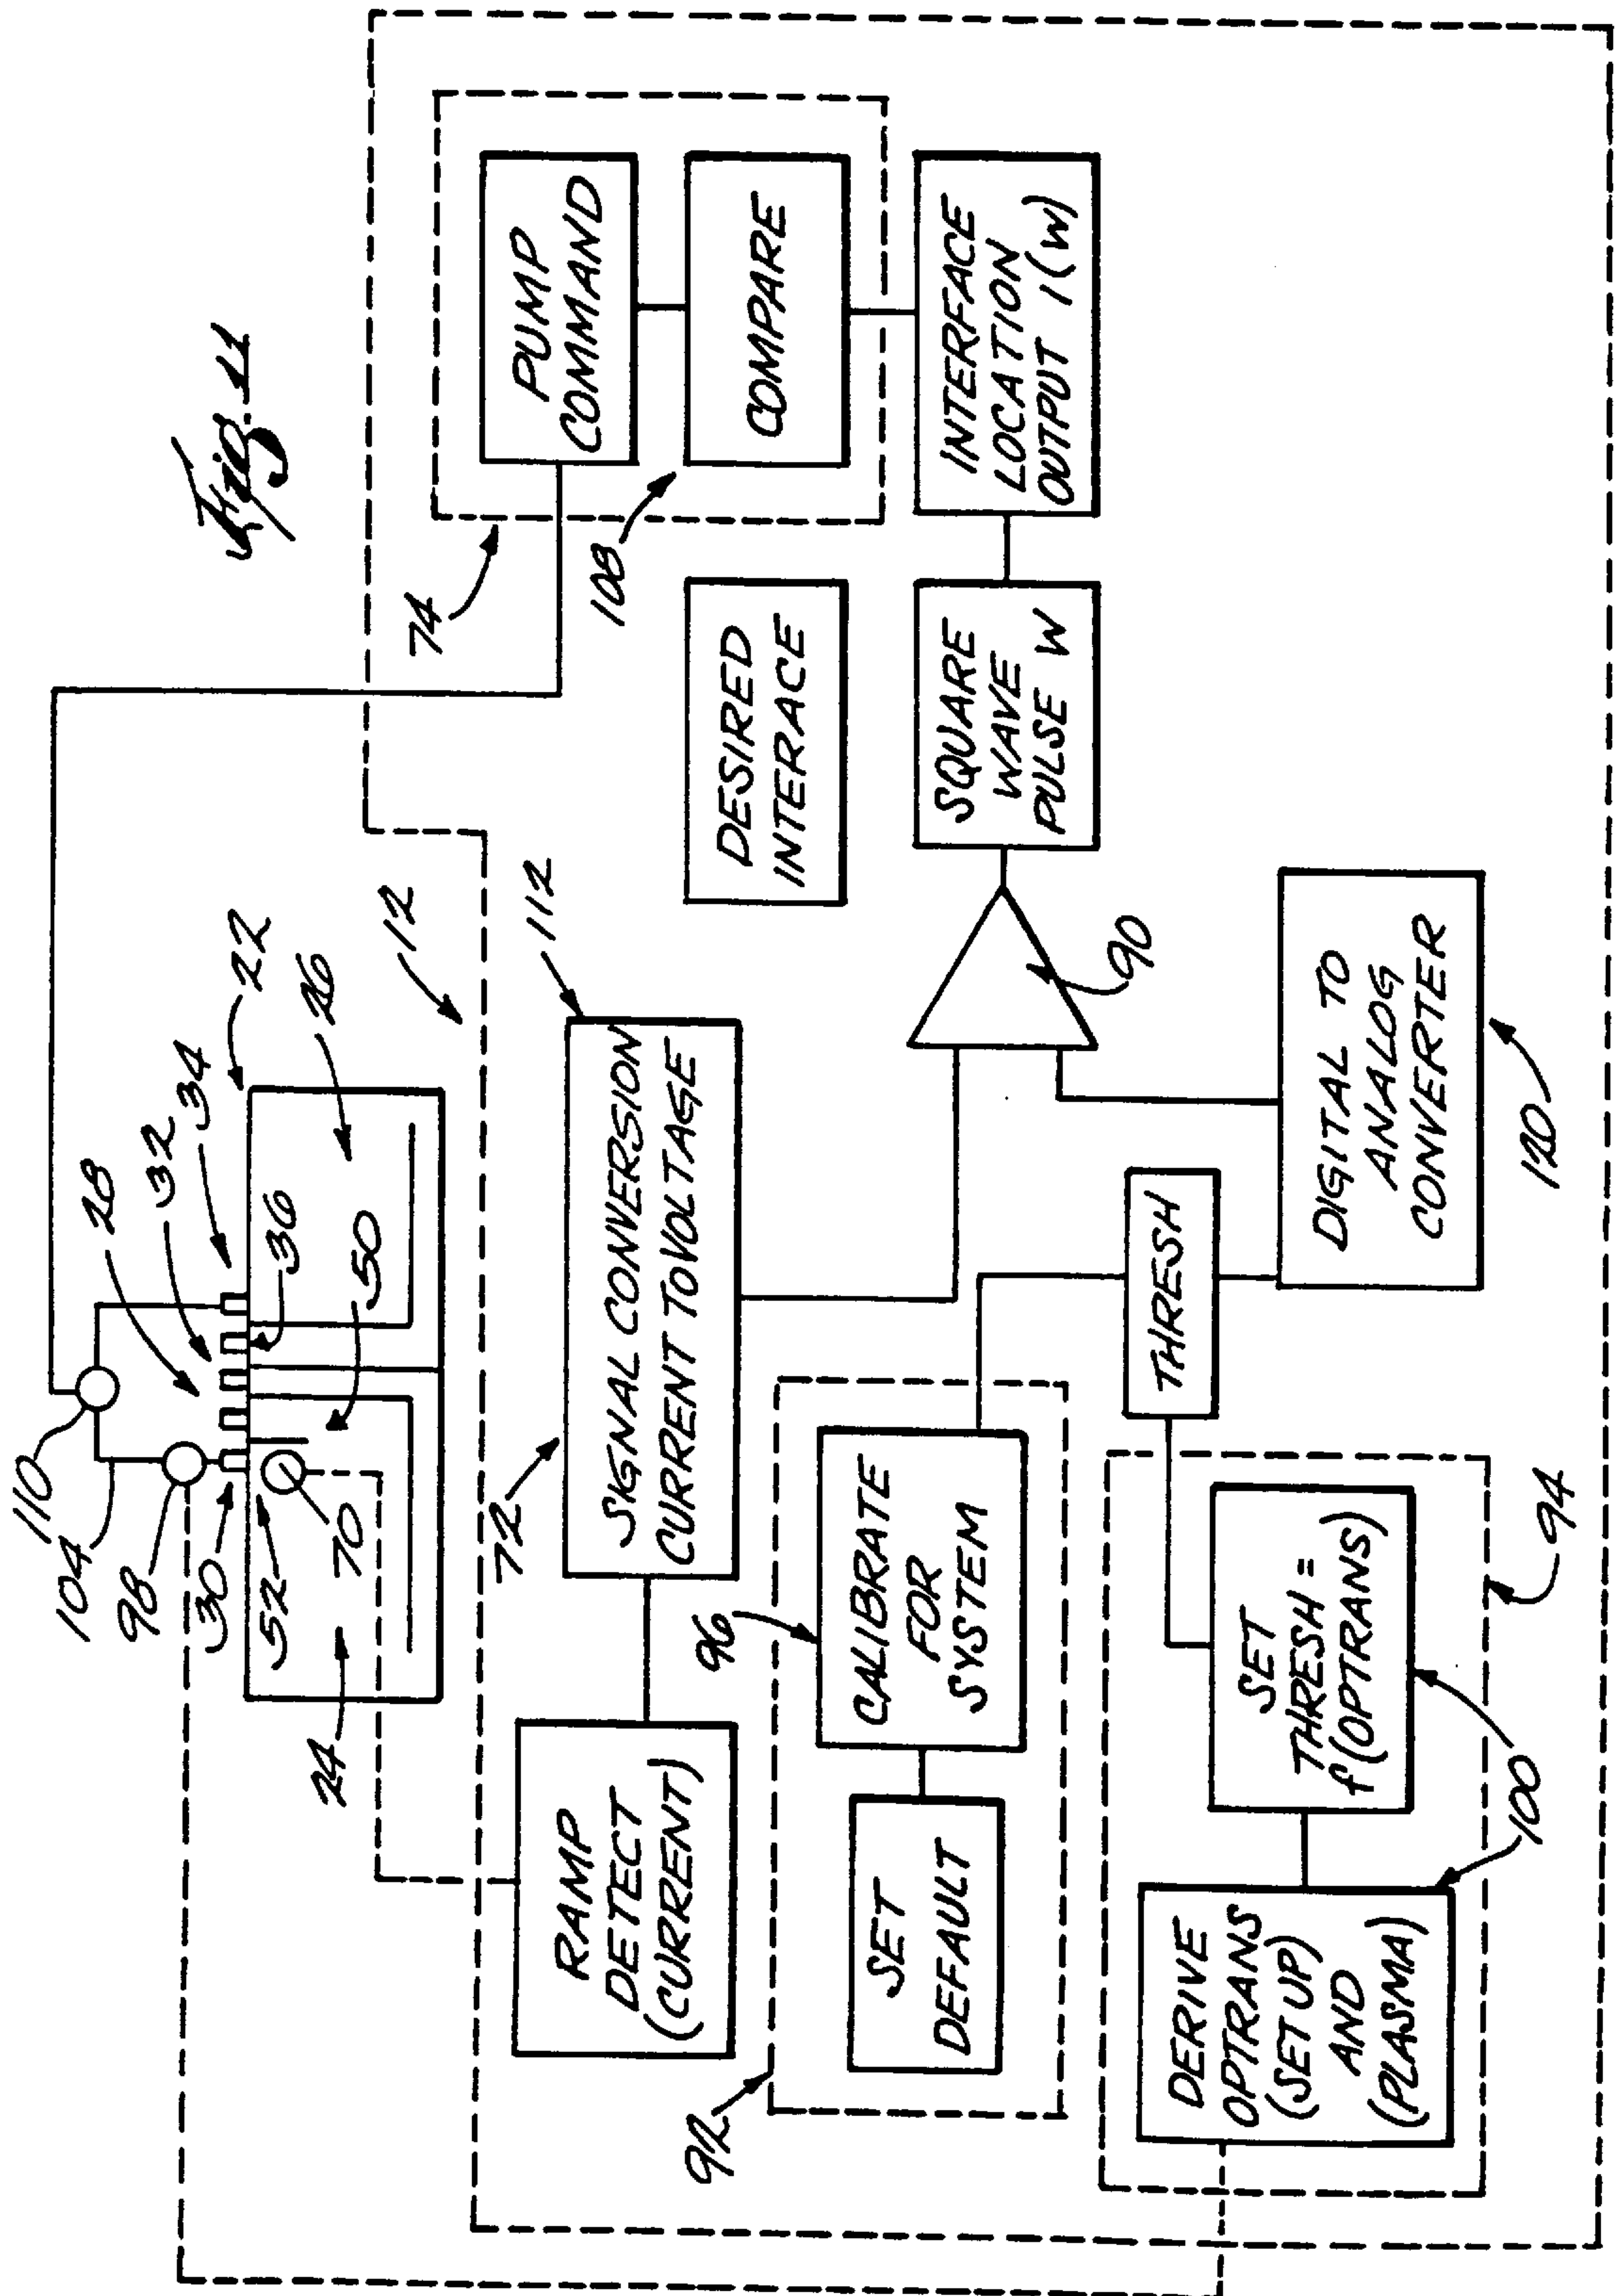 Fig. 11
110
104
98
30
52
70
24
28
32
34
36
50
22
26
12
72
112
74
108
RAMP
DETECT
(CURRENT)
SIGNAL CONVERSION
CURRENT TO VOLTAGE
DESIRED
INTERACE
PUMP
COMMAND
COMPARE
92
96
SET
DEFAULT
CALIBRATE
FOR
SYSTEM
90
SQUARE
WAVE
PULSE W
INTERFACE
LOCATION
OUTPUT 1(W)
THRESH
DERIVE
OPTRANS
(SET UP)
AND
(PLASMA)
SET
THRESH =
f(OPTRANS)
100
94
DIGITAL TO
ANALOG
CONVERTER
120